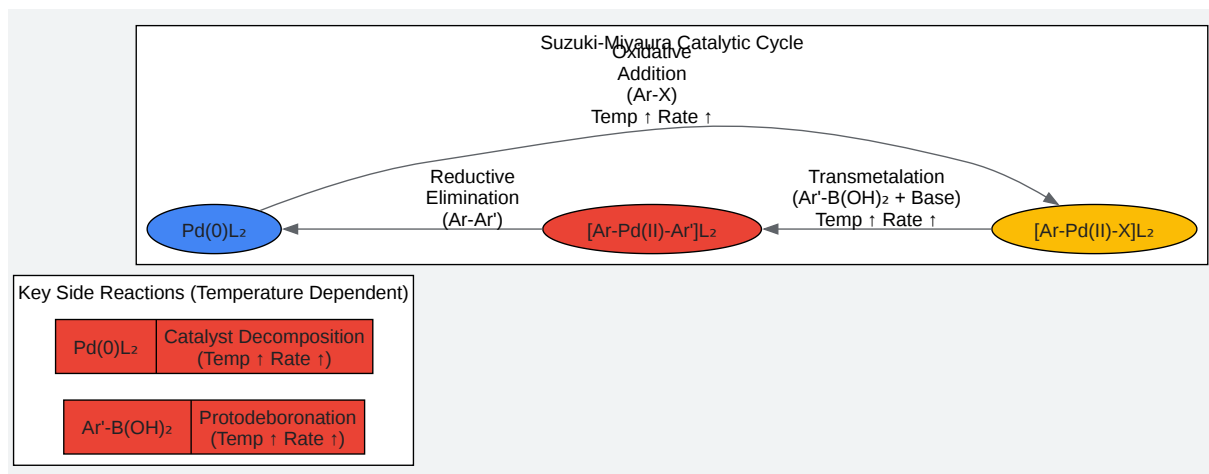 Suzuki-Miyaura Catalytic Cycle
Oxidative
Addition
(Ar-X)
Temp ↑ Rate ↑
Reductive
Elimination
(Ar-Ar')
Transmetalation
(Ar'-B(OH)₂ + Base)
Temp ↑ Rate ↑
Pd(0)L₂
[Ar-Pd(II)-Ar']L₂
[Ar-Pd(II)-X]L₂
Key Side Reactions (Temperature Dependent)
Pd(0)L₂
Catalyst Decomposition
(Temp ↑ Rate ↑)
Ar'-B(OH)₂
Protodeboronation
(Temp ↑ Rate ↑)